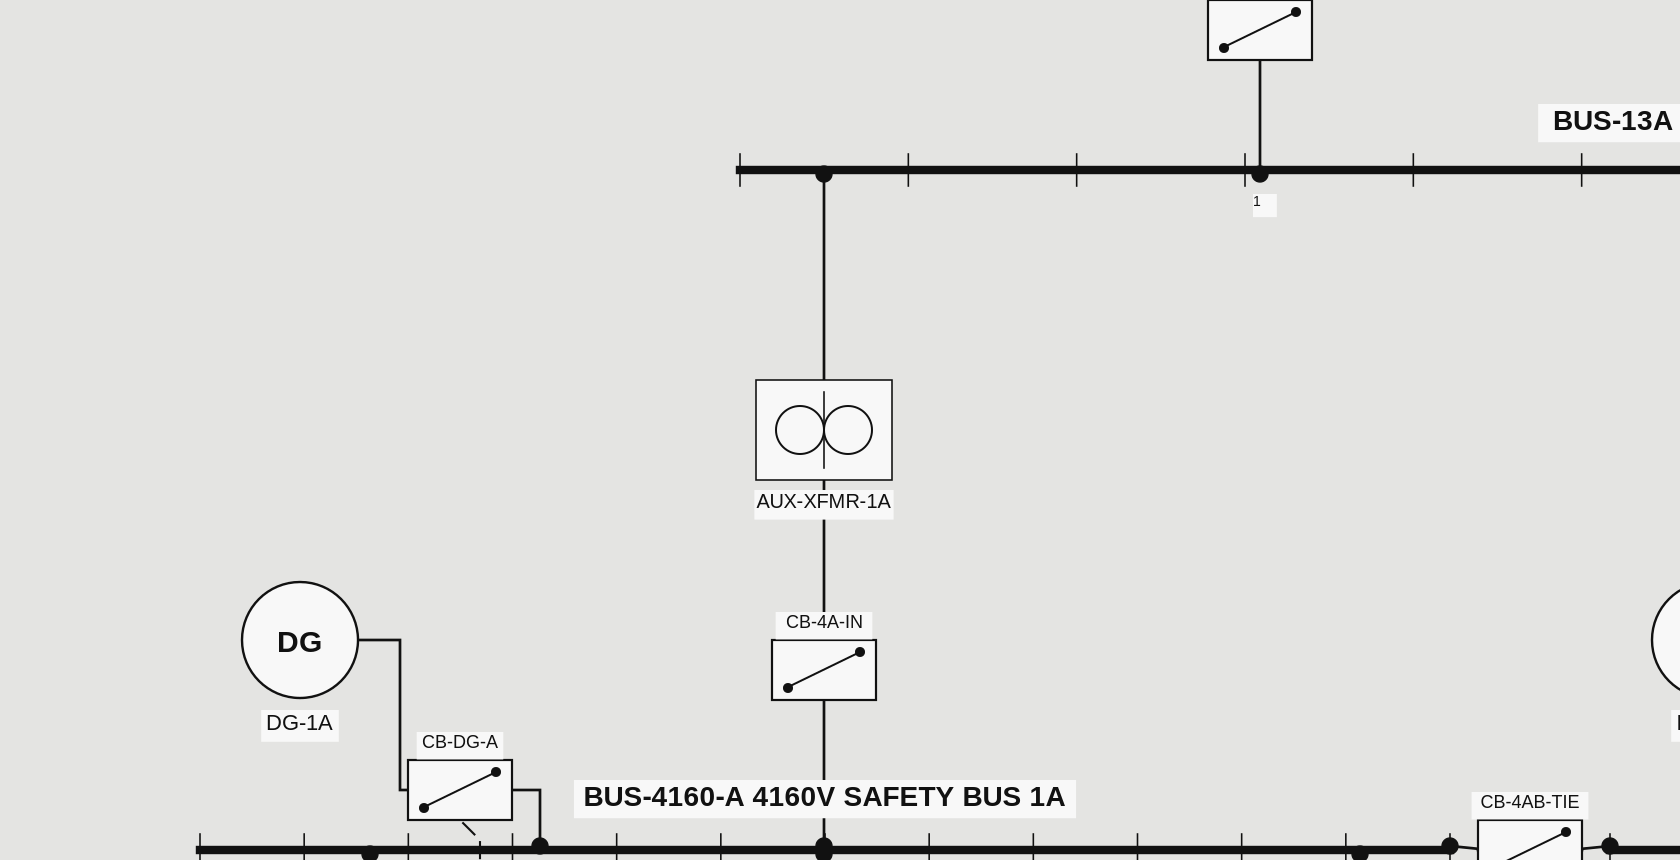 BUS-13A
1
AUX-XFMR-1A
CB-4A-IN
DG
DG-1A
CB-DG-A
BUS-4160-A 4160V SAFETY BUS 1A
CB-4AB-TIE